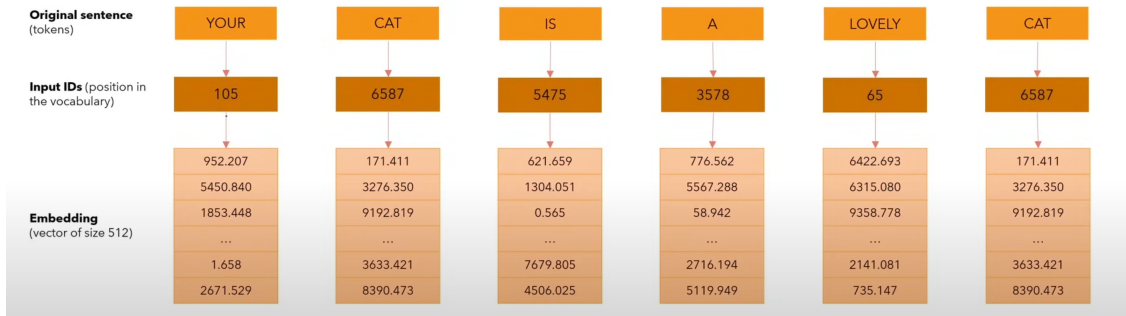 Original sentence
(tokens)
YOUR CAT IS A LOVELY CAT
Input IDs (position in
the vocabulary)
105 6587 5475 3578 65 6587
952.207 171.411 621.659 776.562 6422.693 171.411
5450.840 3276.350 1304.051 5567.288 6315.080 3276.350
1853.448 9192.819 0.565 58.942 9358.778 9192.819
Embedding
(vector of size 512)
... ... ... ... ... ...
1.658 3633.421 7679.805 2716.194 2141.081 3633.421
2671.529 8390.473 4506.025 5119.949 735.147 8390.473